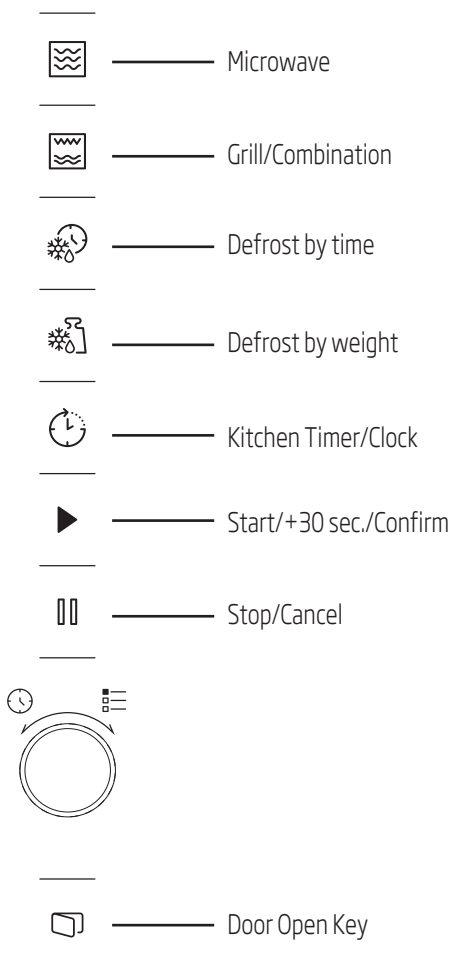 Microwave
Grill/Combination
Defrost by time
Defrost by weight
Kitchen Timer/Clock
Start/+30 sec./Confirm
Stop/Cancel
Door Open Key